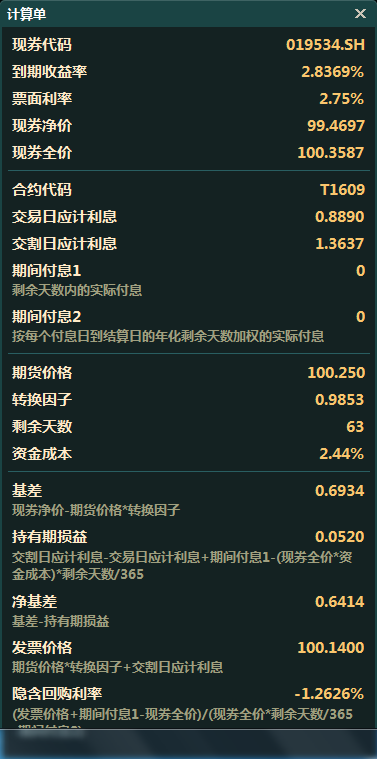 计算单
现券代码 019534.SH
到期收益率 2.8369%
票面利率 2.75%
现券净价 99.4697
现券全价 100.3587
合约代码 T1609
交易日应计利息 0.8890
交割日应计利息 1.3637
期间付息1 0
剩余天数内的实际付息
期间付息2 0
按每个付息日到结算日的年化剩余天数加权的实际付息
期货价格 100.250
转换因子 0.9853
剩余天数 63
资金成本 2.44%
基差 0.6934
现券净价-期货价格*转换因子
持有期损益 0.0520
交割日应计利息-交易日应计利息+期间付息1-(现券全价*资
金成本)*剩余天数/365
净基差 0.6414
基差-持有期损益
发票价格 100.1400
期货价格*转换因子+交割日应计利息
隐含回购利率 -1.2626%
(发票价格+期间付息1-现券全价)/(现券全价*剩余天数/365